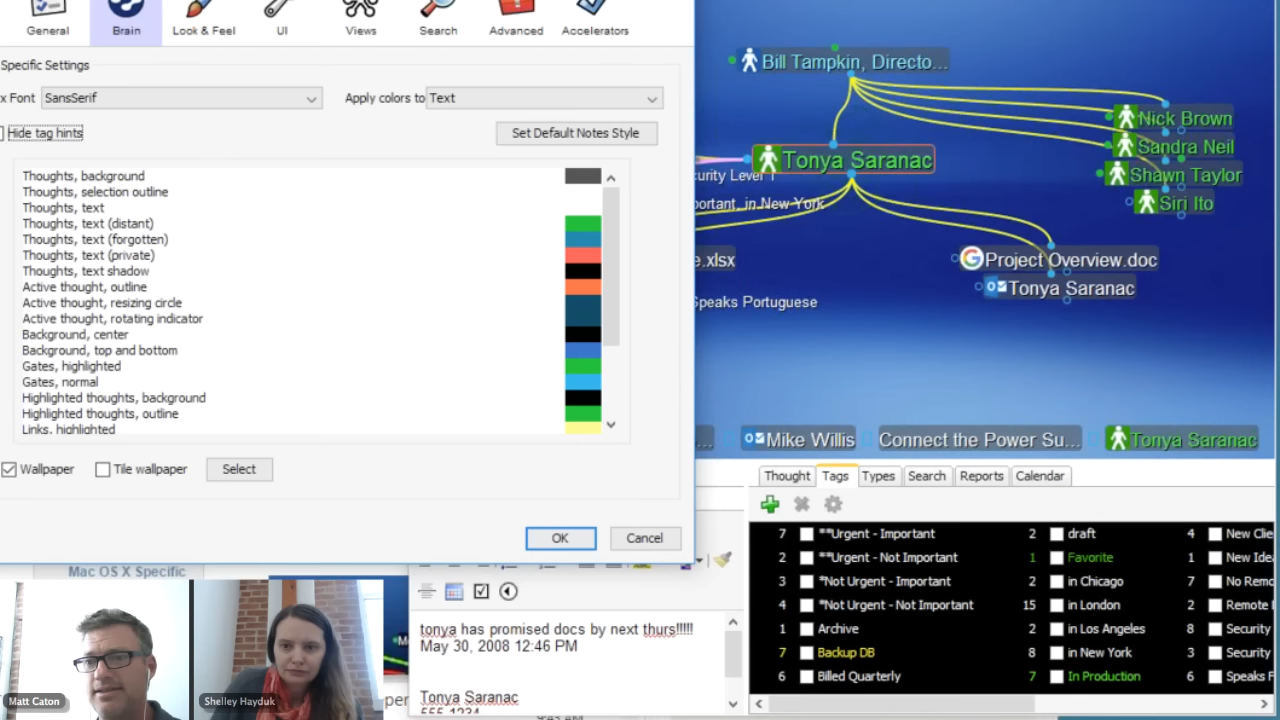 General
Brain
Look & Feel
UI
Views
Search
Advanced
Accelerators
Specific Settings
x Font
SansSerif
Apply colors to
Text
Hide tag hints
Set Default Notes Style
Thoughts, background
Thoughts, selection outline
Thoughts, text
Thoughts, text (distant)
Thoughts, text (forgotten)
Thoughts, text (private)
Thoughts, text shadow
Active thought, outline
Active thought, resizing circle
Active thought, rotating indicator
Background, center
Background, top and bottom
Gates, highlighted
Gates, normal
Highlighted thoughts, background
Highlighted thoughts, outline
Links, highlighted
Wallpaper
Tile wallpaper
Select
OK
Cancel
Bill Tampkin, Directo...
Nick Brown
Sandra Neil
Shawn Taylor
Siri Ito
Tonya Saranac
curity Level 1
portant, in New York
e.xlsx
Project Overview.doc
Tonya Saranac
Speaks Portuguese
...
Mike Willis
Connect the Power Su...
Tonya Saranac
Thought
Tags
Types
Search
Reports
Calendar
7 **Urgent - Important
2 **Urgent - Not Important
3 *Not Urgent - Important
4 *Not Urgent - Not Important
1 Archive
7 Backup DB
6 Billed Quarterly
2 draft
1 Favorite
2 in Chicago
15 in London
2 in Los Angeles
8 in New York
7 In Production
4 New Clie
1 New Idea
7 No Remo
2 Remote
8 Security
3 Security
6 Speaks F
Mac OS X Specific
tonya has promised docs by next thurs!!!!!
May 30, 2008 12:46 PM
Tonya Saranac
555-1234
per
9:43 AM
Matt Caton
Shelley Hayduk